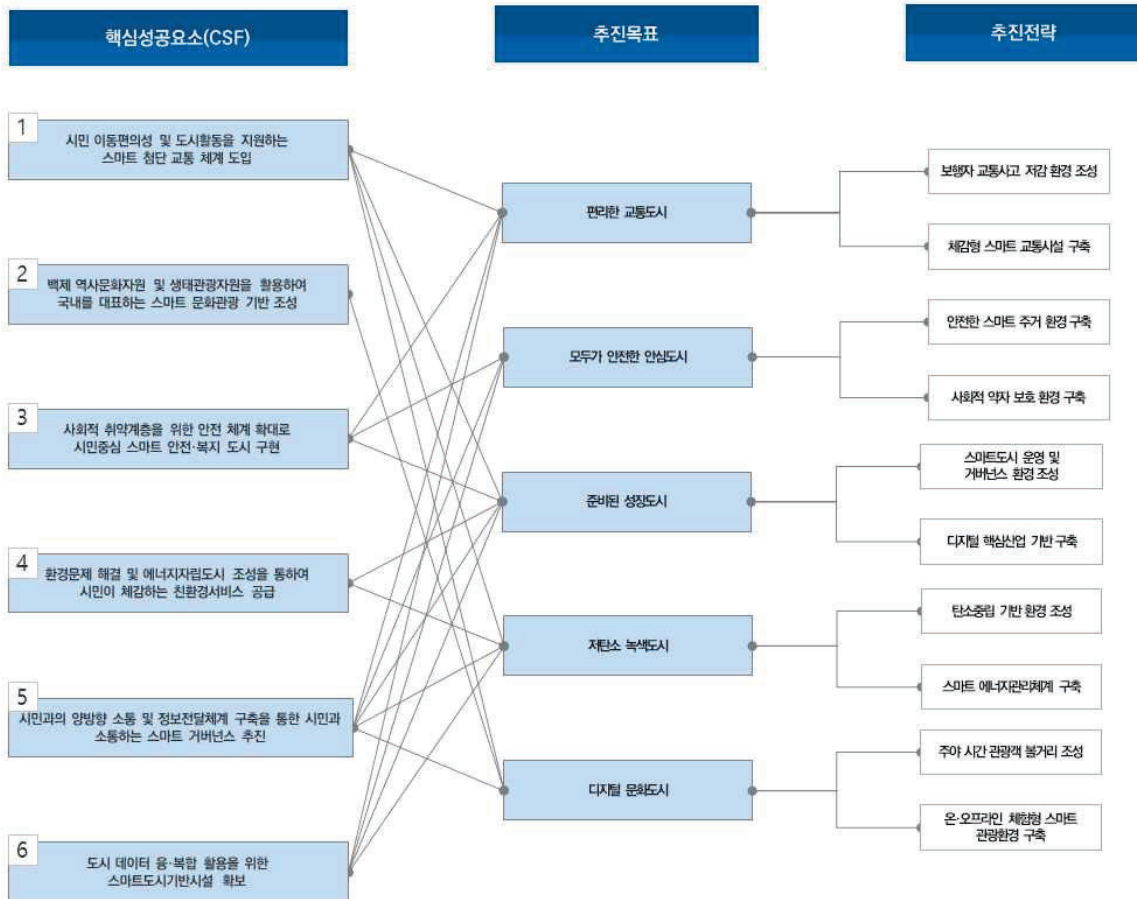 핵심성공요소(CSF)
추진목표
추진전략
1
시민 이동편의성 및 도시활동을 지원하는
스마트 첨단 교통 체계 도입
2
백제 역사문화자원 및 생태관광자원을 활용하여
국내를 대표하는 스마트 문화관광 기반 조성
3
사회적 취약계층을 위한 안전 체계 확대로
시민중심 스마트 안전·복지 도시 구현
4
환경문제 해결 및 에너지자립도시 조성을 통하여
시민이 체감하는 친환경서비스 공급
5
시민과의 양방향 소통 및 정보전달체계 구축을 통한 시민과
소통하는 스마트 거버넌스 추진
6
도시 데이터 융·복합 활용을 위한
스마트도시기반시설 확보
편리한 교통도시
모두가 안전한 안심도시
준비된 성장도시
저탄소 녹색도시
디지털 문화도시
보행자 교통사고 저감 환경 조성
체감형 스마트 교통시설 구축
안전한 스마트 주거 환경 구축
사회적 약자 보호 환경 구축
스마트도시 운영 및
거버넌스 환경 조성
디지털 핵심산업 기반 구축
탄소중립 기반 환경 조성
스마트 에너지관리체계 구축
주야 시간 관광객 볼거리 조성
온·오프라인 체험형 스마트
관광환경 구축